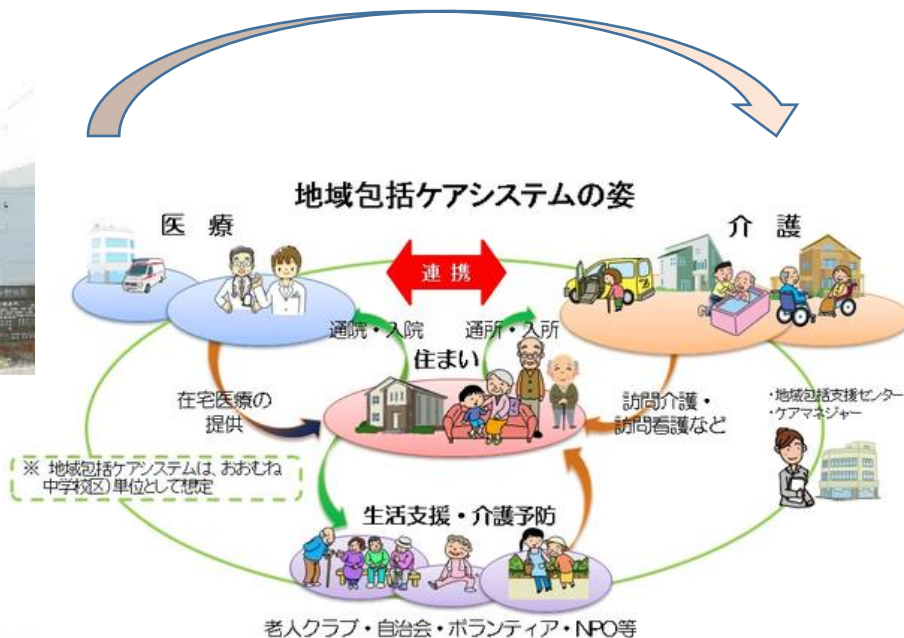 地域包括ケアシステムの姿
医 療
介 護
連 携
通院・入院
通所・入所
住まい
在宅医療の
提供
訪問介護・
訪問看護など
・地域包括支援センター
・ケアマネジャー
※ 地域包括ケアシステムは、おおむね
中学校区)単位として想定
生活支援・介護予防
老人クラブ・自治会・ボランティア・NPO等